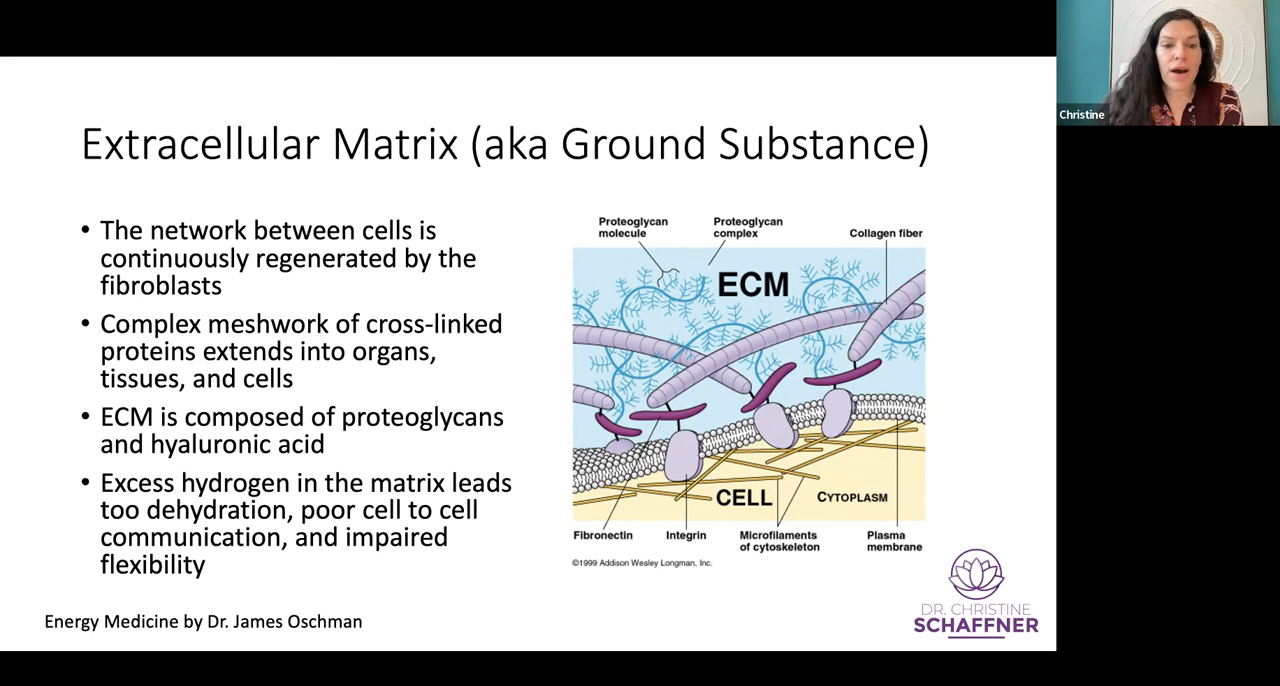 Christine
Extracellular Matrix (aka Ground Substance)
• The network between cells is
continuously regenerated by the
fibroblasts
• Complex meshwork of cross-linked
proteins extends into organs,
tissues, and cells
• ECM is composed of proteoglycans
and hyaluronic acid
• Excess hydrogen in the matrix leads
too dehydration, poor cell to cell
communication, and impaired
flexibility
Proteoglycan
molecule
Proteoglycan
complex
Collagen fiber
ECM
CELL
CYTOPLASM
Fibronectin
Integrin
Microfilaments
of cytoskeleton
Plasma
membrane
©1999 Addison Wesley Longman, Inc.
Energy Medicine by Dr. James Oschman
DR. CHRISTINE
SCHAFFNER